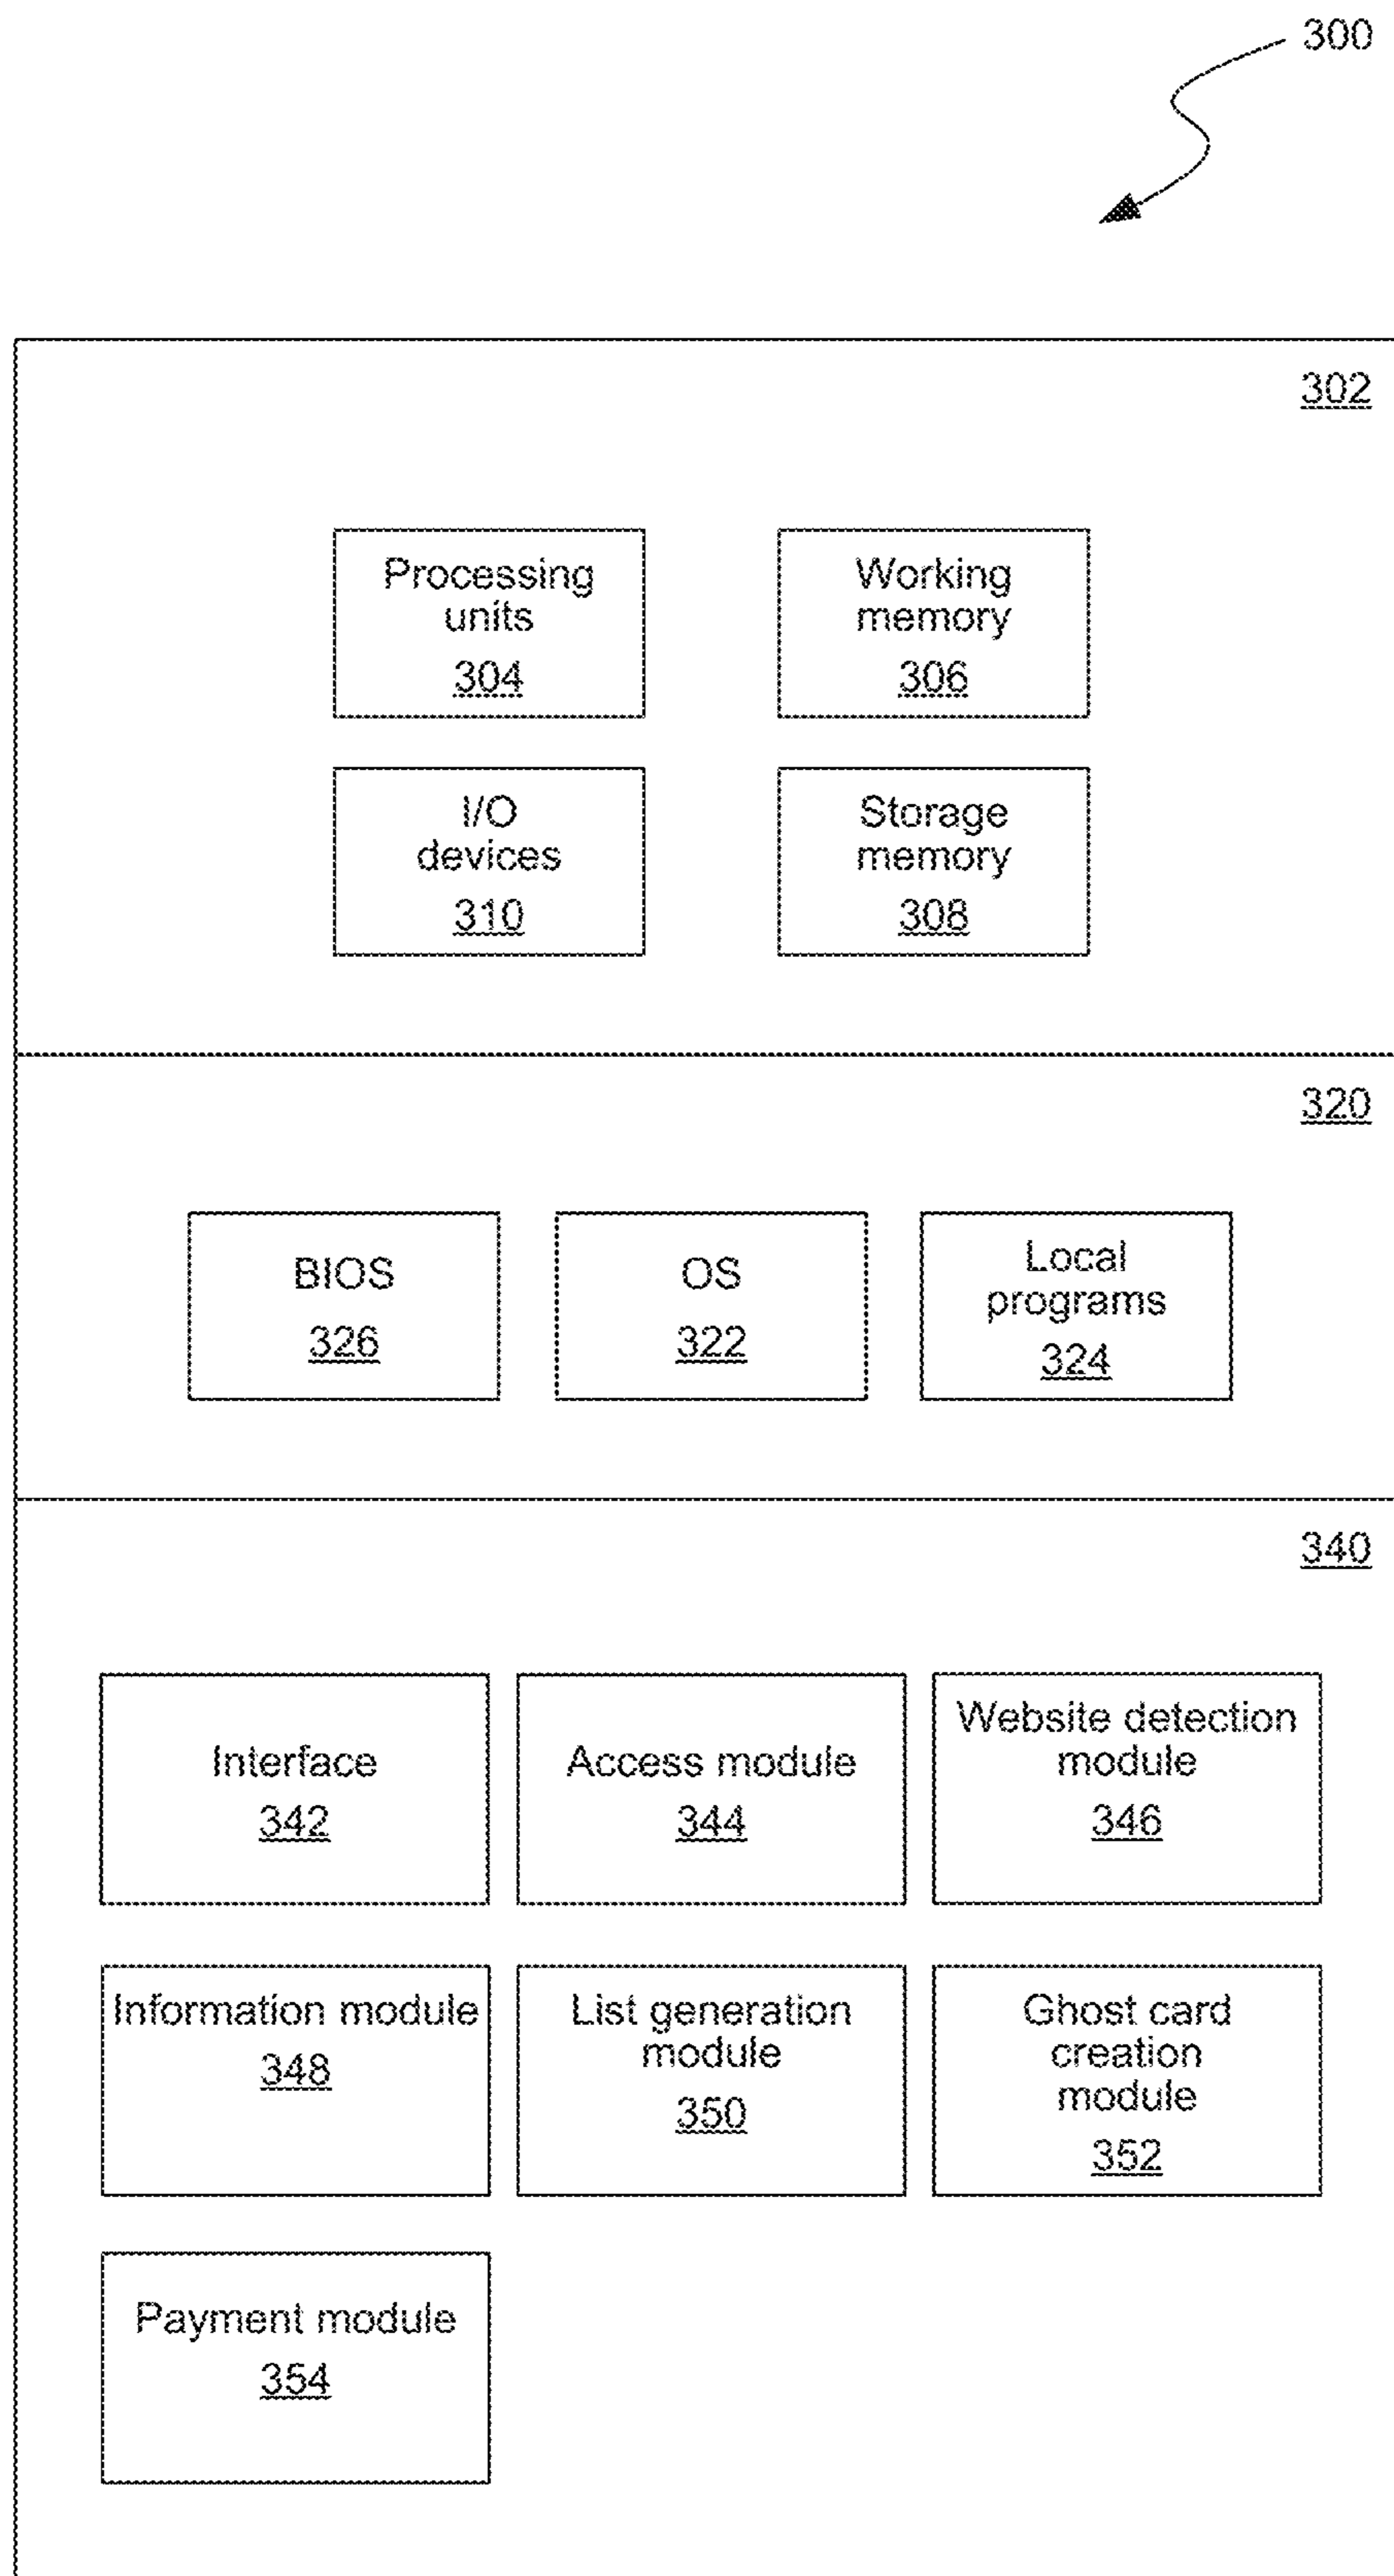 300
302
Processing
units
304
Working
memory
306
I/O
devices
310
Storage
memory
308
320
BIOS
326
OS
322
Local
programs
324
340
Interface
342
Access module
344
Website detection
module
346
Information module
348
List generation
module
350
Ghost card
creation
module
352
Payment module
354